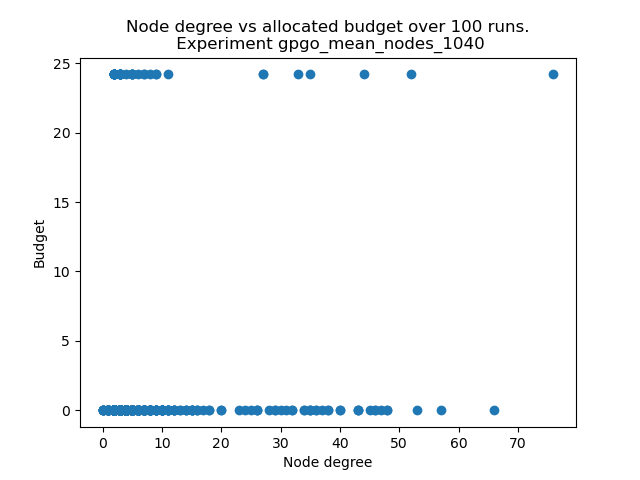 Node degree vs allocated budget over 100 runs.
Experiment gpgo_mean_nodes_1040
25
20
15
10
5
0
Budget
0 10 20 30 40 50 60 70
Node degree